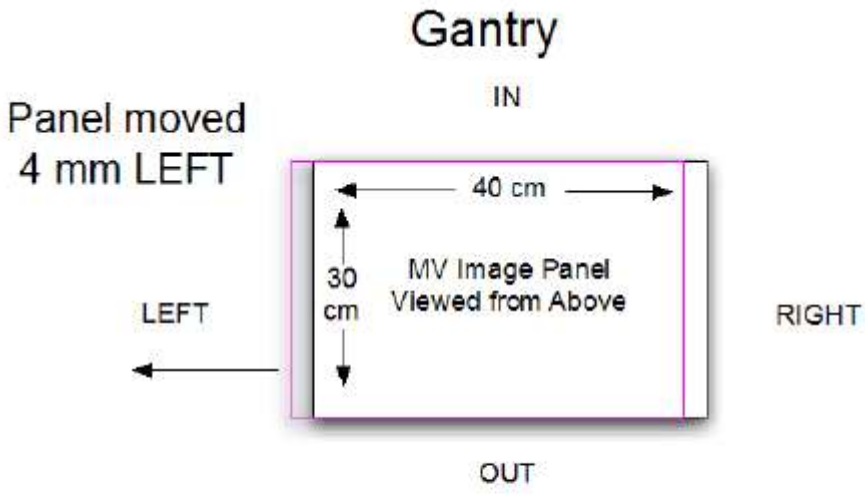 Gantry
IN
Panel moved
4 mm LEFT
40 cm
30
cm
MV Image Panel
Viewed from Above
LEFT
RIGHT
OUT